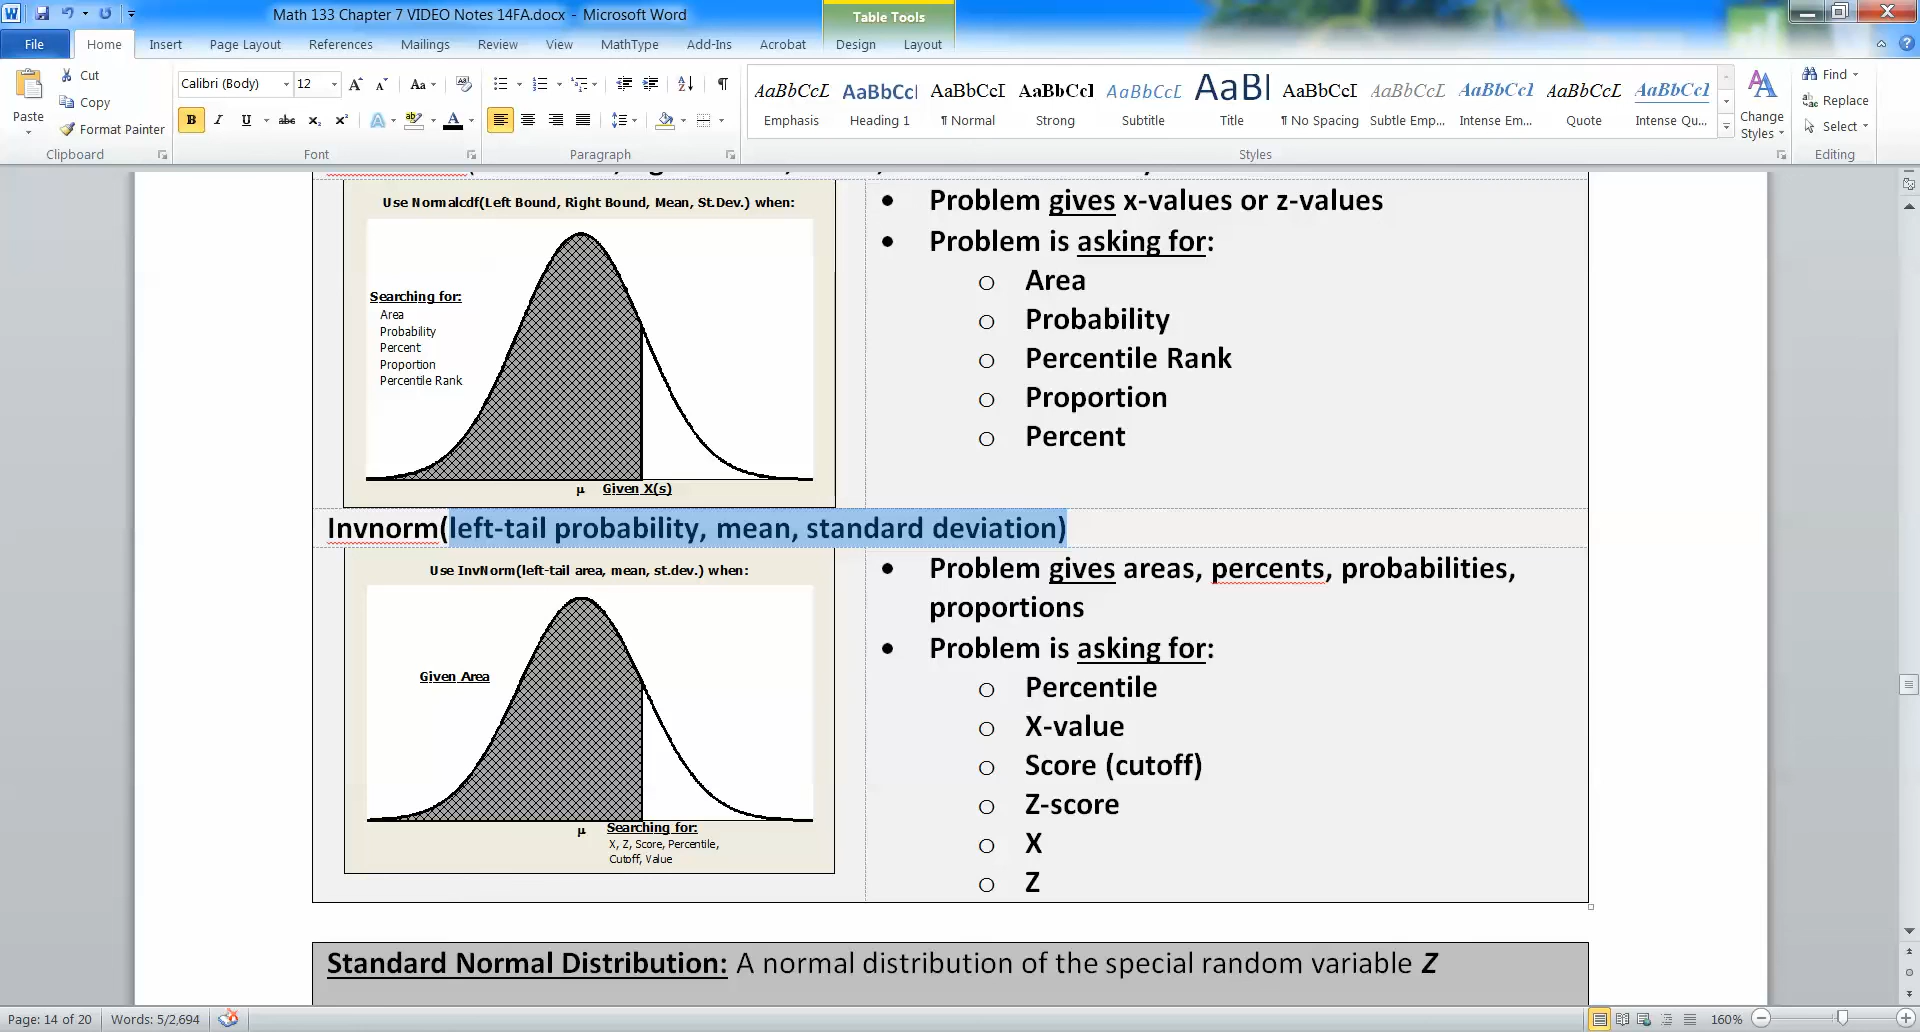 Math 133 Chapter 7 VIDEO Notes 14FA.docx - Microsoft Word
Table Tools
File Home Insert Page Layout References Mailings Review View MathType Add-Ins Acrobat Design Layout
Paste
Cut
Copy
Format Painter
Clipboard
Calibri (Body) 12
Font
Paragraph
AaBbCcL AaBbCcI AaBbCcI AaBbCcI AaBbCcL AaBI AaBbCcI AaBbCcL AaBbCcI AaBbCcL AaBbCcI
Emphasis Heading 1 ¶ Normal Strong Subtitle Title ¶ No Spacing Subtle Emp... Intense Em... Quote Intense Qu...
Styles
Change Styles
Find
Replace
Select
Editing
Use Normalcdf(Left Bound, Right Bound, Mean, St.Dev.) when:
Searching for:
Area
Probability
Percent
Proportion
Percentile Rank
µ Given X(s)
• Problem gives x-values or z-values
• Problem is asking for:
o Area
o Probability
o Percentile Rank
o Proportion
o Percent
Invnorm(left-tail probability, mean, standard deviation)
Use InvNorm(left-tail area, mean, st.dev.) when:
Given Area
µ Searching for:
X, Z, Score, Percentile,
Cutoff, Value
• Problem gives areas, percents, probabilities,
proportions
• Problem is asking for:
o Percentile
o X-value
o Score (cutoff)
o Z-score
o X
o Z
Standard Normal Distribution: A normal distribution of the special random variable Z
Page: 14 of 20 Words: 5/2,694 160%